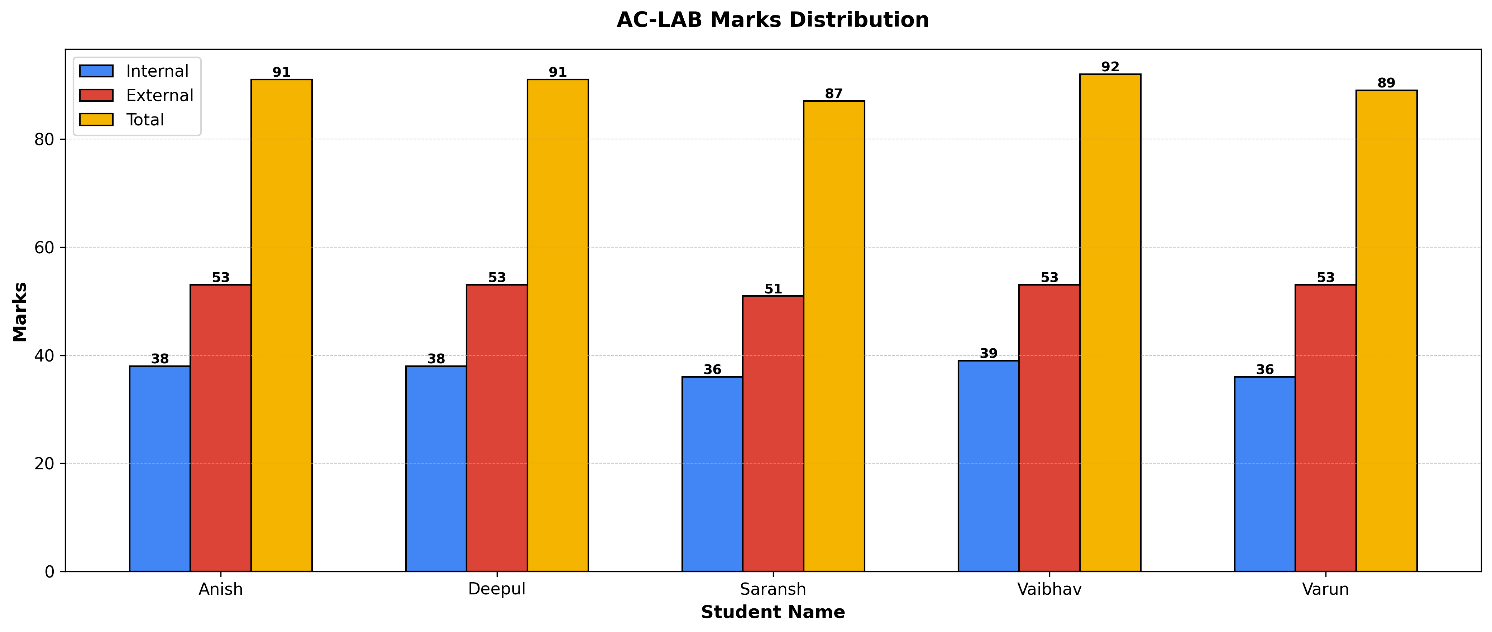 AC-LAB Marks Distribution
Internal
External
Total
Marks
80
60
40
20
0
38 53 91
38 53 91
36 51 87
39 53 92
36 53 89
Anish Deepul Saransh Vaibhav Varun
Student Name